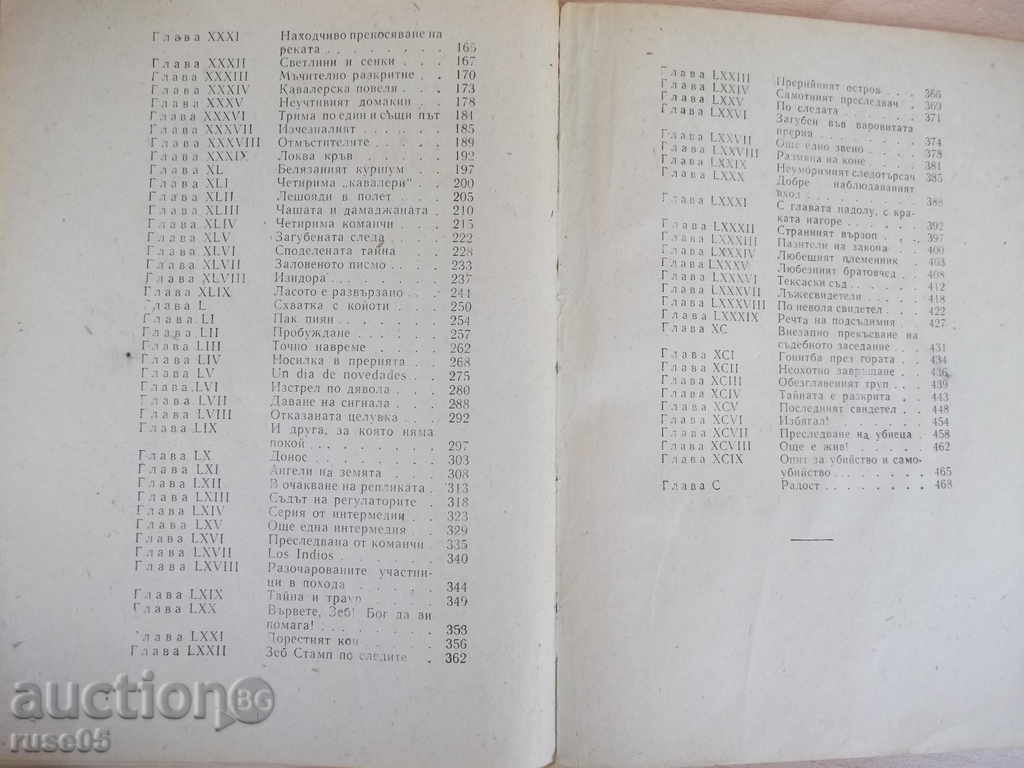 Глава XXXI Находчиво прекосяване на
реката . . . . . . . . 165
Глава XXXII Светлини и сенки . . 167
Глава XXXIII Мъчително разкритие . . 170
Глава XXXIV Кавалерска повеля . . . 173
Глава XXXV Неучтивият домакин . . 178
Глава XXXVI Трима по един и същи път 181
Глава XXXVII Изчезналият . . . . . . 185
Глава XXXVIII Отмъстителите . . . . . 189
Глава XXXIX Локва кръв . . . . . . 192
Глава XL Белязаният куршум . . 197
Глава XLI Четирима „кавалери“ . . 200
Глава XLII Лешояди в полет . . . 205
Глава XLIII Чашата и дамаджаната . 210
Глава XLIV Четирима команчи . . 215
Глава XLV Загубената следа . . . 222
Глава XLVI Споделената тайна . . 228
Глава XLVII Заловеното писмо . . . . 233
Глава XLVIII Изидора . . . . . . . . 237
Глава XLIX Ласото е развързано . . . 241
Глава L Схватка с койоти . . . 250
Глава LI Пак пиян . . . . . . . 254
Глава LII Пробуждане . . . . . . 257
Глава LIII Точно навреме . . . . . 262
Глава LIV Носилка в прерията . . . 268
Глава LV Un dia de novedades . . 275
Глава LVI Изстрел по дявола . . . 280
Глава LVII Даване на сигнала . . . 288
Глава LVIII Отказаната целувка . . . 292
Глава LIX И друга, за която няма
покой . . . . . . . . 297
Глава LX Донос . . . . . . . . 303
Глава LXI Ангели на земята . . . 308
Глава LXII В очакване на репликата . 313
Глава LXIII Съдът на регулаторите . . 318
Глава LXIV Серия от интермедии . . 323
Глава LXV Още една интермедия . . 329
Глава LXVI Преследвана от команчи . 335
Глава LXVII Los Indios . . . . . . . 340
Глава LXVIII Разочарованите участни-
ци в похода . . . . . . 344
Глава LXIX Тайна и траур . . . . . 349
Глава LXX Вървете, Зеб! Бог да ви
помага! . . . . . . . . 353
Глава LXXI Дорестият кон . . . . . 356
Глава LXXII Зеб Стамп по следите . 362
Глава LXXIII Прерийният остров . . . 366
Глава LXXIV Самотният преследвач . 369
Глава LXXV По следата . . . . . . 371
Глава LXXVI Загубен във варовитата
прерия . . . . . . . . 374
Глава LXXVII Още едно звено . . . . 378
Глава LXXVIII Размяна на коне . . . . 381
Глава LXXIX Неуморимият следотърсач 385
Глава LXXX Добре наблюдаваният
вход . . . . . . . . . 388
Глава LXXXI С главата надолу, с кра-
ката нагоре . . . . . . 392
Глава LXXXII Странният вързоп . . . 397
Глава LXXXIII Пазители на закона . . 400
Глава LXXXIV Любещият племенник . 403
Глава LXXXV Любезният братовчед . 408
Глава LXXXVI Тексаски съд . . . . . 412
Глава LXXXVII Лъжесвидетели . . . . . 418
Глава LXXXVIII По неволя свидетел . . 422
Глава LXXXIX Речта на подсъдимия . 427
Глава XC Внезапно прекъсване на
съдебното заседание . . 431
Глава XCI Гонитба през гората . . 434
Глава XCII Неохотно завръщане . . 436
Глава XCIII Обезглавеният труп . . . 439
Глава XCIV Тайната е разкрита . . 443
Глава XCV Последният свидетел . 448
Глава XCVI Избягал! . . . . . . . 454
Глава XCVII Преследване на убиеца . 458
Глава XCVIII Още е жив! . . . . . . 462
Глава XCIX Опит за убийство и само-
убийство . . . . . . . 465
Глава C Радост . . . . . . . . 468
auction BG
ruse05